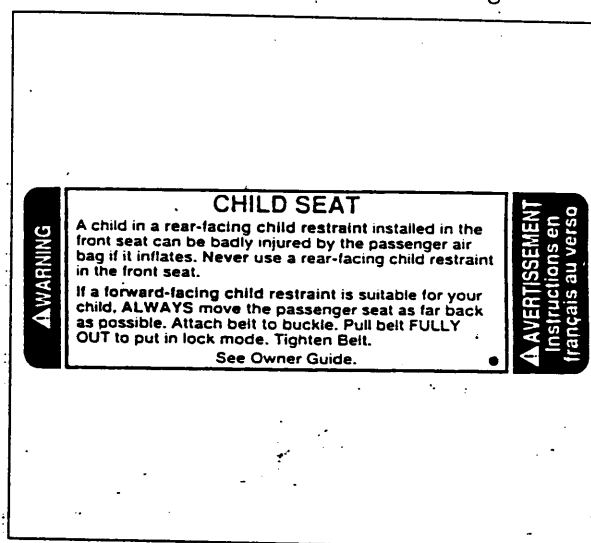 ⚠ WARNING
CHILD SEAT
A child in a rear-facing child restraint installed in the
front seat can be badly injured by the passenger air
bag if it inflates. Never use a rear-facing child restraint
in the front seat.
If a forward-facing child restraint is suitable for your
child, ALWAYS move the passenger seat as far back
as possible. Attach belt to buckle. Pull belt FULLY
OUT to put in lock mode. Tighten Belt.
See Owner Guide.
⚠ AVERTISSEMENT
Instructions en
français au verso